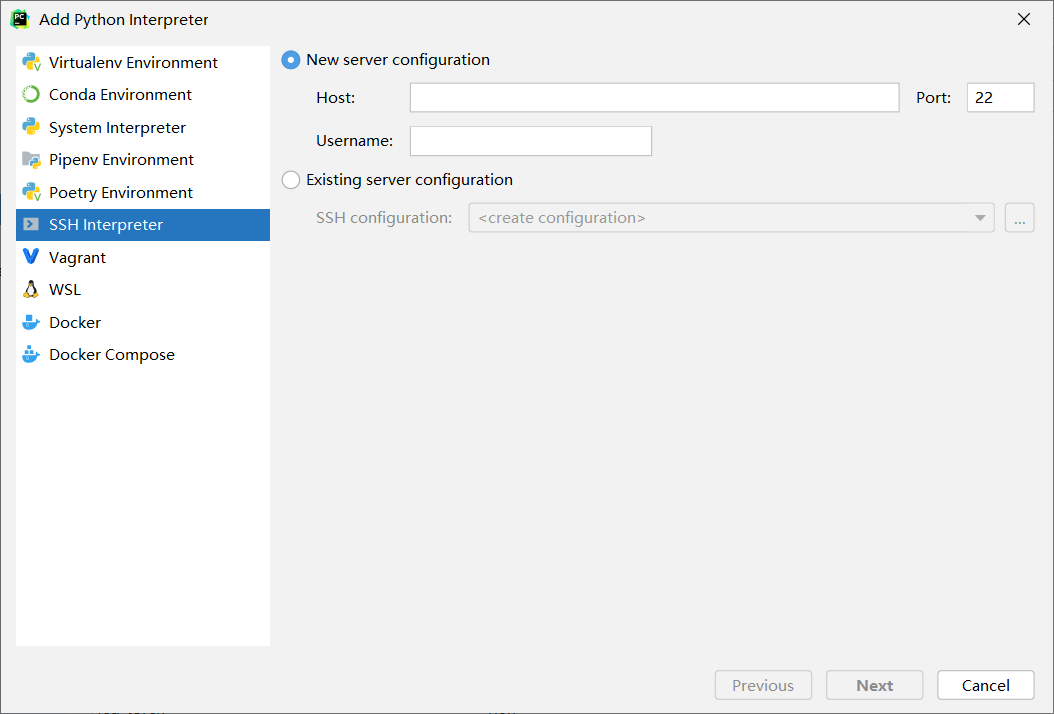 Add Python Interpreter
Virtualenv Environment
Conda Environment
System Interpreter
Pipenv Environment
Poetry Environment
SSH Interpreter
Vagrant
WSL
Docker
Docker Compose
New server configuration
Host:
Port: 22
Username:
Existing server configuration
SSH configuration: <create configuration> ...
Previous Next Cancel